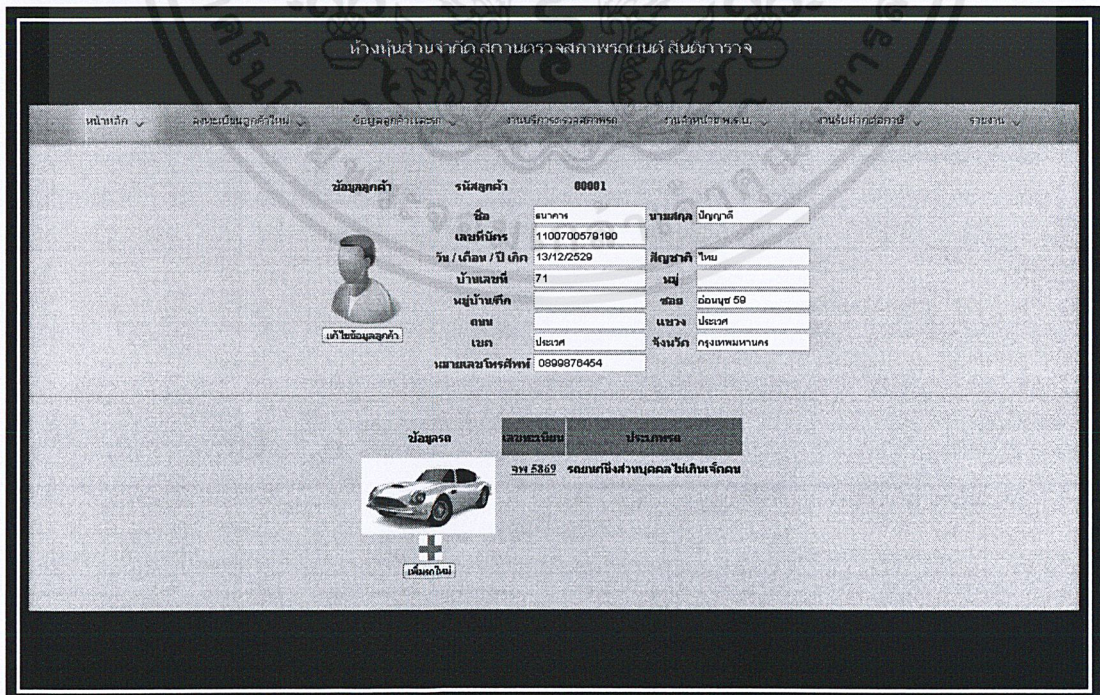 ห้างหุ้นส่วนจำกัด สถานตรวจสภาพรถยนต์ สันติการาจ
หน้าหลัก ลงทะเบียนลูกค้าใหม่ ข้อมูลลูกค้าและรถ งานบริการตรวจสภาพรถ งานจำหน่าย พ.ร.บ. งานรับฝากต่อภาษี รายงาน
ข้อมูลลูกค้า รหัสลูกค้า 00001
ชื่อ ธนาคาร นามสกุล ปัญญาดี
เลขที่บัตร 1100700579190
วัน / เดือน / ปี เกิด 13/12/2529 สัญชาติ ไทย
บ้านเลขที่ 71 หมู่
หมู่บ้าน/ตึก ซอย อ่อนนุช 59
ถนน แขวง ประเวศ
แก้ไขข้อมูลลูกค้า
เขต ประเวศ จังหวัด กรุงเทพมหานคร
หมายเลขโทรศัพท์ 0899876454
ข้อมูลรถ เลขทะเบียน ประเภทรถ
จพ 5869 รถยนต์นั่งส่วนบุคคลไม่เกินเจ็ดคน
เพิ่มรถใหม่